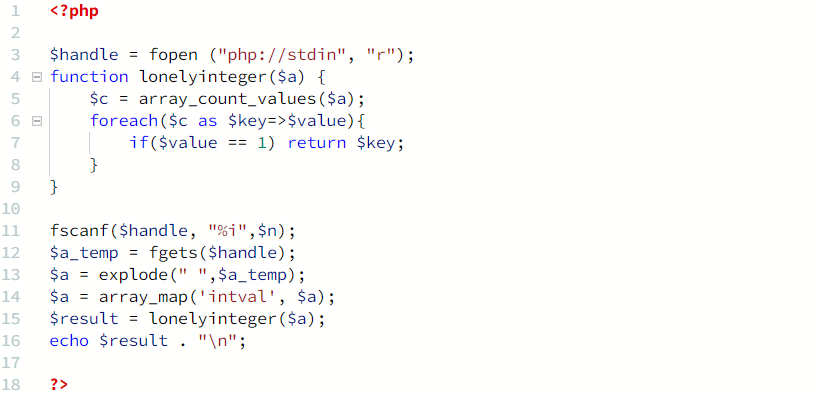 1 <?php
2
3 $handle = fopen ("php://stdin", "r");
4 function lonelyinteger($a) {
5     $c = array_count_values($a);
6     foreach($c as $key=>$value){
7         if($value == 1) return $key;
8     }
9 }
10
11 fscanf($handle, "%i",$n);
12 $a_temp = fgets($handle);
13 $a = explode(" ",$a_temp);
14 $a = array_map('intval', $a);
15 $result = lonelyinteger($a);
16 echo $result . "\n";
17
18 ?>